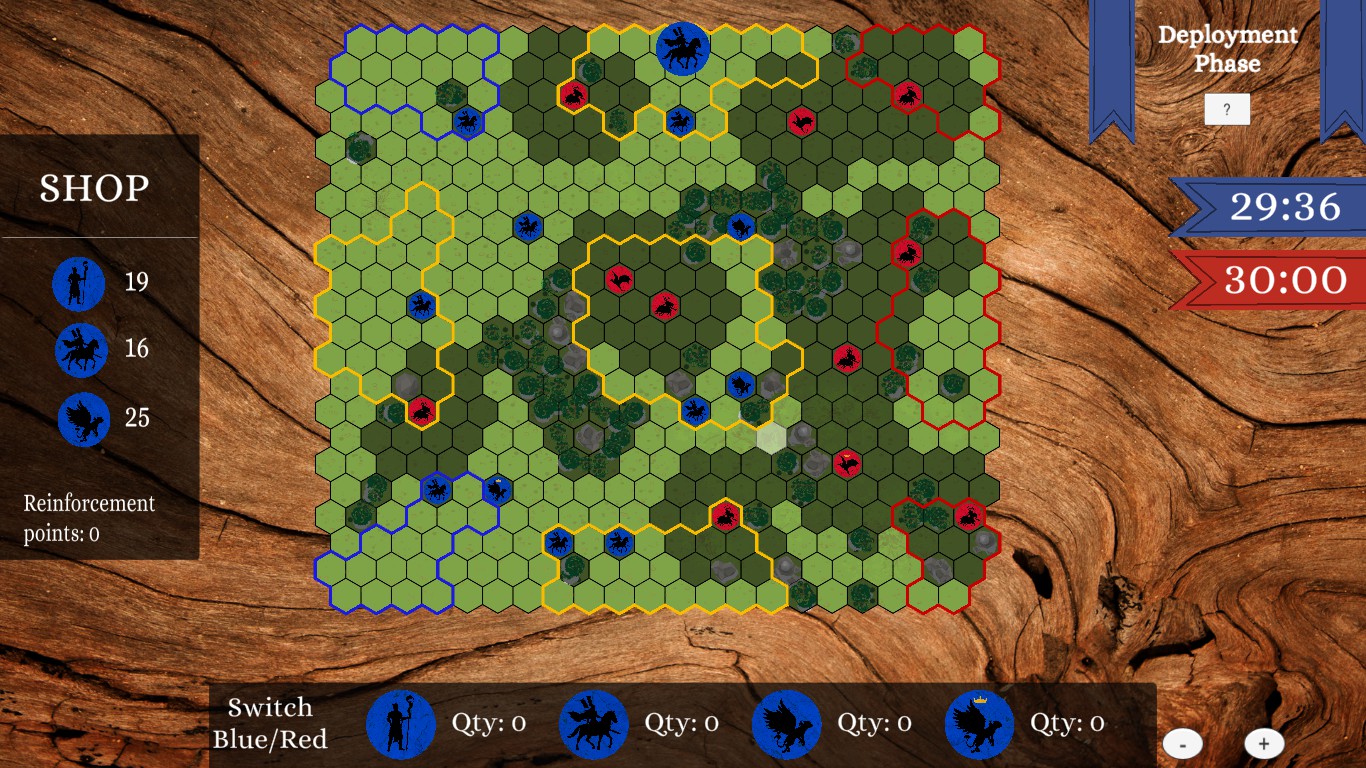 Deployment
Phase
?
SHOP
29:36
19
30:00
16
25
Reinforcement
points: 0
Switch
Blue/Red
Qty: 0
Qty: 0
Qty: 0
Qty: 0
-
+